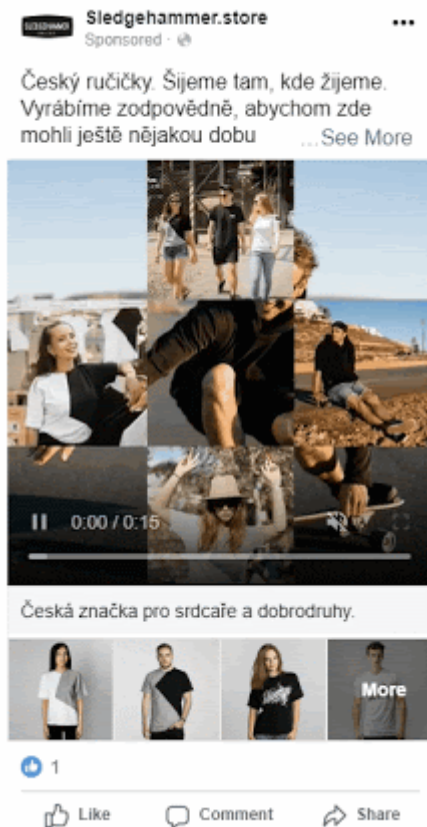 Sledgehammer.store
Sponsored ·
Český ručičky. Šijeme tam, kde žijeme.
Vyrábíme zodpovědně, abychom zde
mohli ještě nějakou dobu ...See More
0:00 / 0:15
Česká značka pro srdcaře a dobrodruhy.
More
1
Like Comment Share